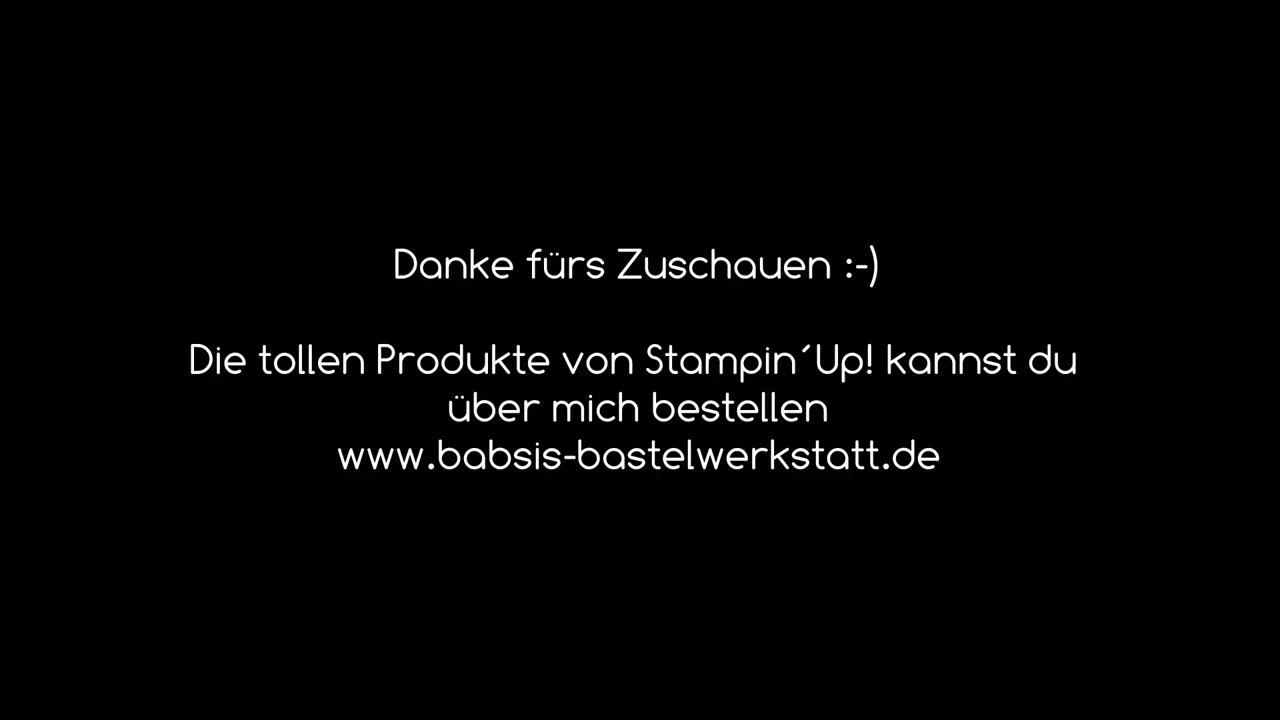 Danke fürs Zuschauen :-)
Die tollen Produkte von Stampin´Up! kannst du
über mich bestellen
www.babsis-bastelwerkstatt.de